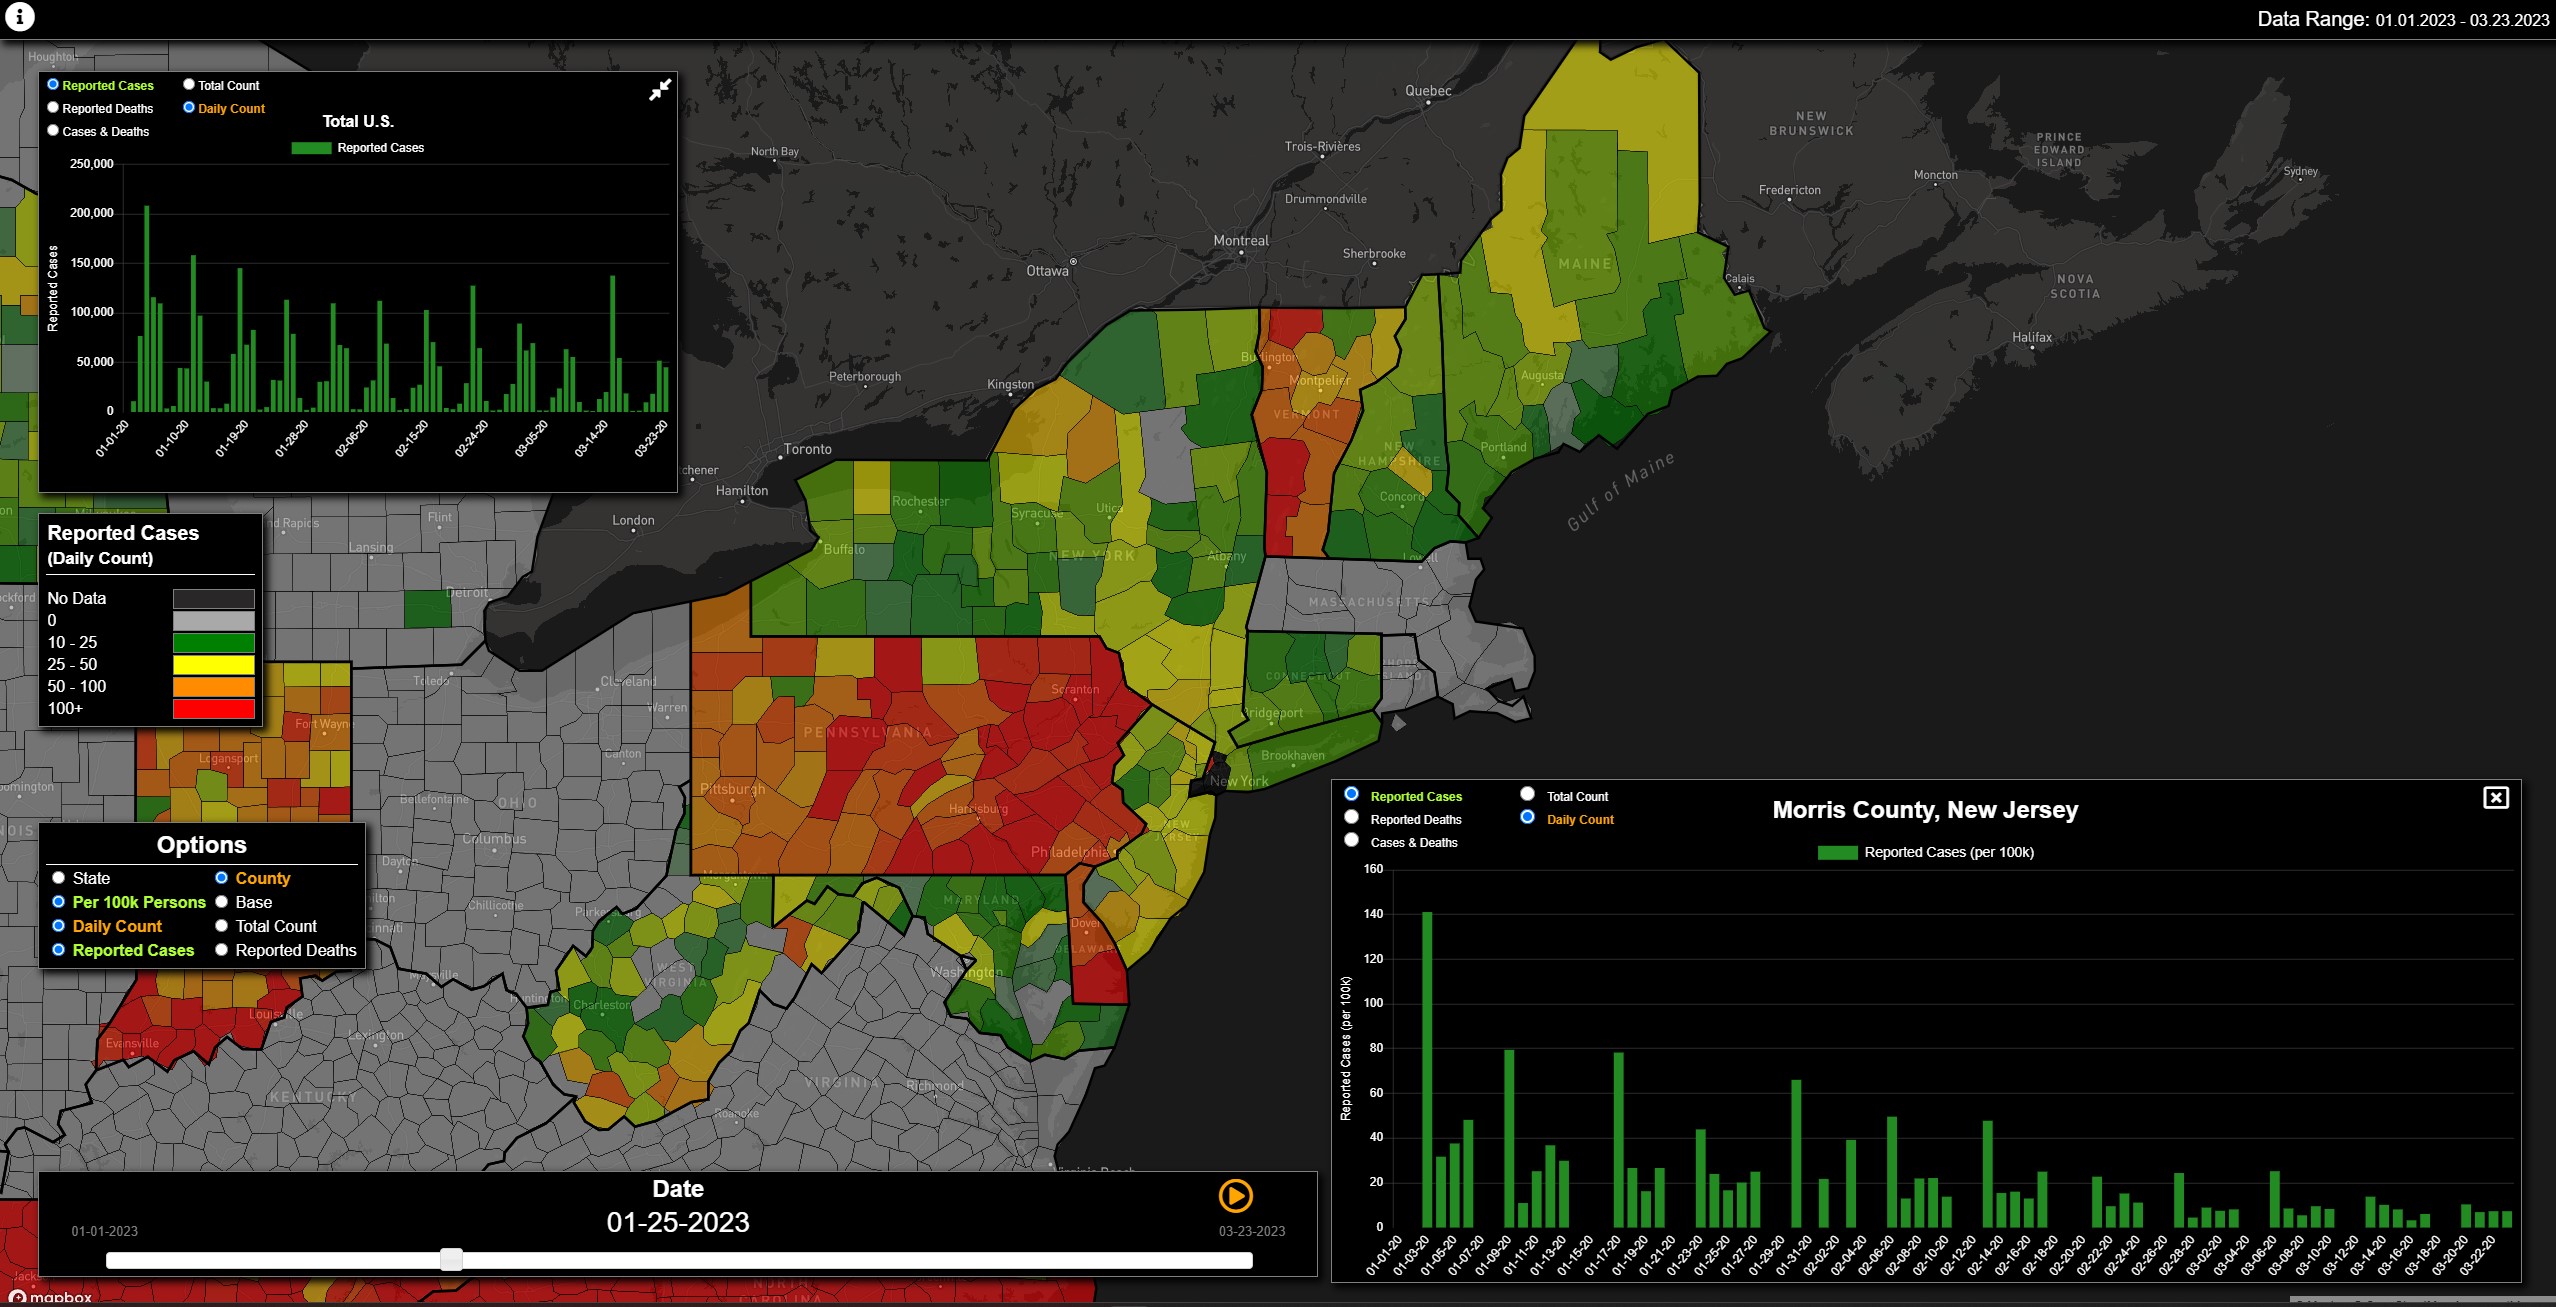 Data Range: 01.01.2023 - 03.23.2023
Reported Cases
Total Count
Reported Deaths
Daily Count
Cases & Deaths
Total U.S.
Reported Cases
Reported Cases
250,000
200,000
150,000
100,000
50,000
0
01-01-20
01-10-20
01-19-20
01-28-20
02-06-20
02-15-20
02-24-20
03-05-20
03-14-20
03-23-20
Reported Cases
(Daily Count)
No Data
0
10 - 25
25 - 50
50 - 100
100+
Options
State
County
Per 100k Persons
Base
Daily Count
Total Count
Reported Cases
Reported Deaths
Date
01-25-2023
01-01-2023
03-23-2023
Reported Cases
Total Count
Reported Deaths
Daily Count
Cases & Deaths
Morris County, New Jersey
Reported Cases (per 100k)
Reported Cases (per 100k)
160
140
120
100
80
60
40
20
0
01-01-20
01-03-20
01-05-20
01-07-20
01-09-20
01-11-20
01-13-20
01-15-20
01-17-20
01-19-20
01-21-20
01-23-20
01-25-20
01-27-20
01-29-20
01-31-20
02-02-20
02-04-20
02-06-20
02-08-20
02-10-20
02-12-20
02-14-20
02-16-20
02-18-20
02-20-20
02-22-20
02-24-20
02-26-20
02-28-20
03-02-20
03-04-20
03-06-20
03-08-20
03-10-20
03-12-20
03-14-20
03-16-20
03-18-20
03-20-20
03-22-20
Houghton
North Bay
Quebec
Trois-Rivières
Drummondville
Montreal
Sherbrooke
Ottawa
NEW
BRUNSWICK
PRINCE
EDWARD
ISLAND
Sydney
Moncton
Fredericton
NOVA
SCOTIA
Halifax
Calais
MAINE
Augusta
Portland
Gulf of Maine
Peterborough
Kingston
Toronto
Hamilton
London
Burlington
Montpelier
VERMONT
NEW
HAMPSHIRE
Concord
Lowell
Rochester
Syracuse
Utica
Buffalo
NEW YORK
Albany
MASSACHUSETTS
CONNECTICUT
ISLAND
Bridgeport
Brookhaven
New York
Flint
Lansing
Detroit
Toledo
Cleveland
Warren
Canton
Scranton
PENNSYLVANIA
Pittsburgh
Harrisburg
Philadelphia
NEW
JERSEY
Fort Wayne
Logansport
Bellefontaine
OHIO
Columbus
Dayton
Chillicothe
Parkersburg
Morgantown
MARYLAND
Dover
DELAWARE
Washington
WEST
VIRGINIA
Charleston
Huntington
Maysville
Louisville
Lexington
Evansville
KENTUCKY
VIRGINIA
Richmond
Roanoke
Virginia Beach
NORTH
CAROLINA
mapbox